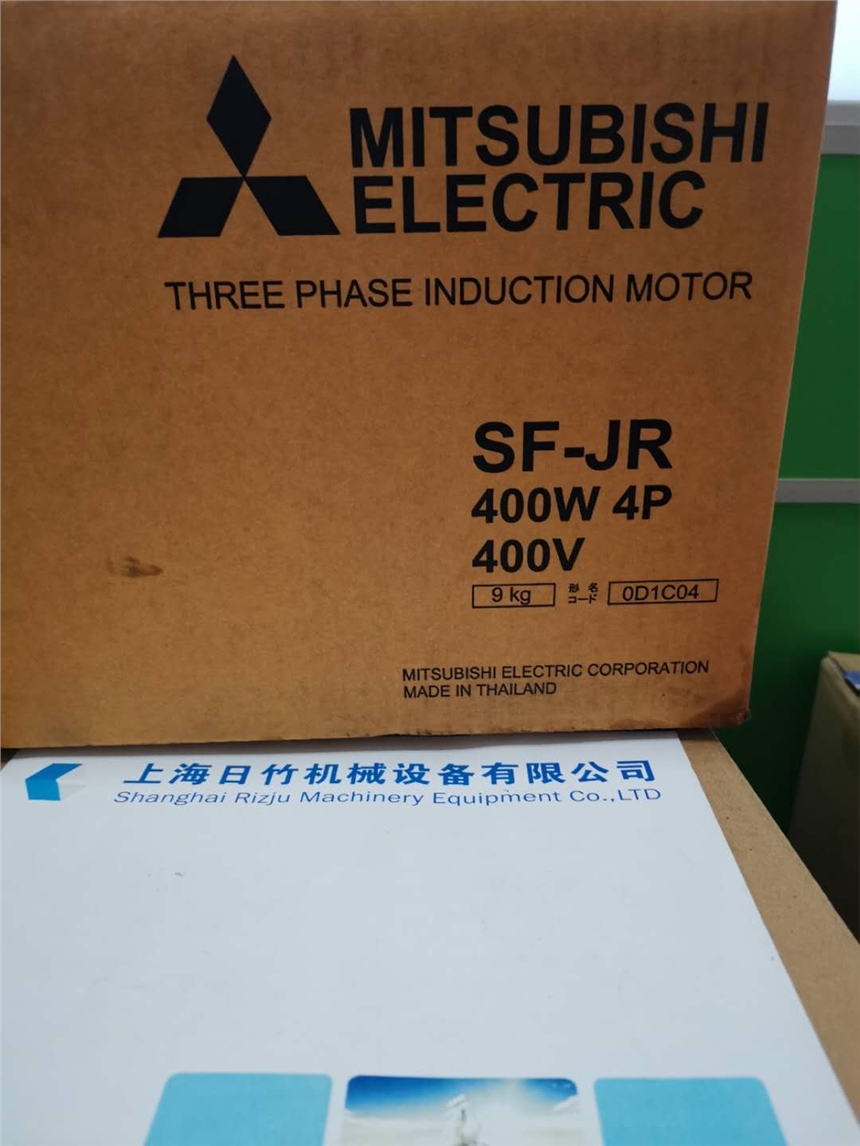 MITSUBISHI
ELECTRIC
THREE PHASE INDUCTION MOTOR
SF-JR
400W 4P
400V
9 kg 形名コード 0D1C04
MITSUBISHI ELECTRIC CORPORATION
MADE IN THAILAND
上海日竹机械设备有限公司
Shanghai Rizju Machinery Equipment Co.,LTD